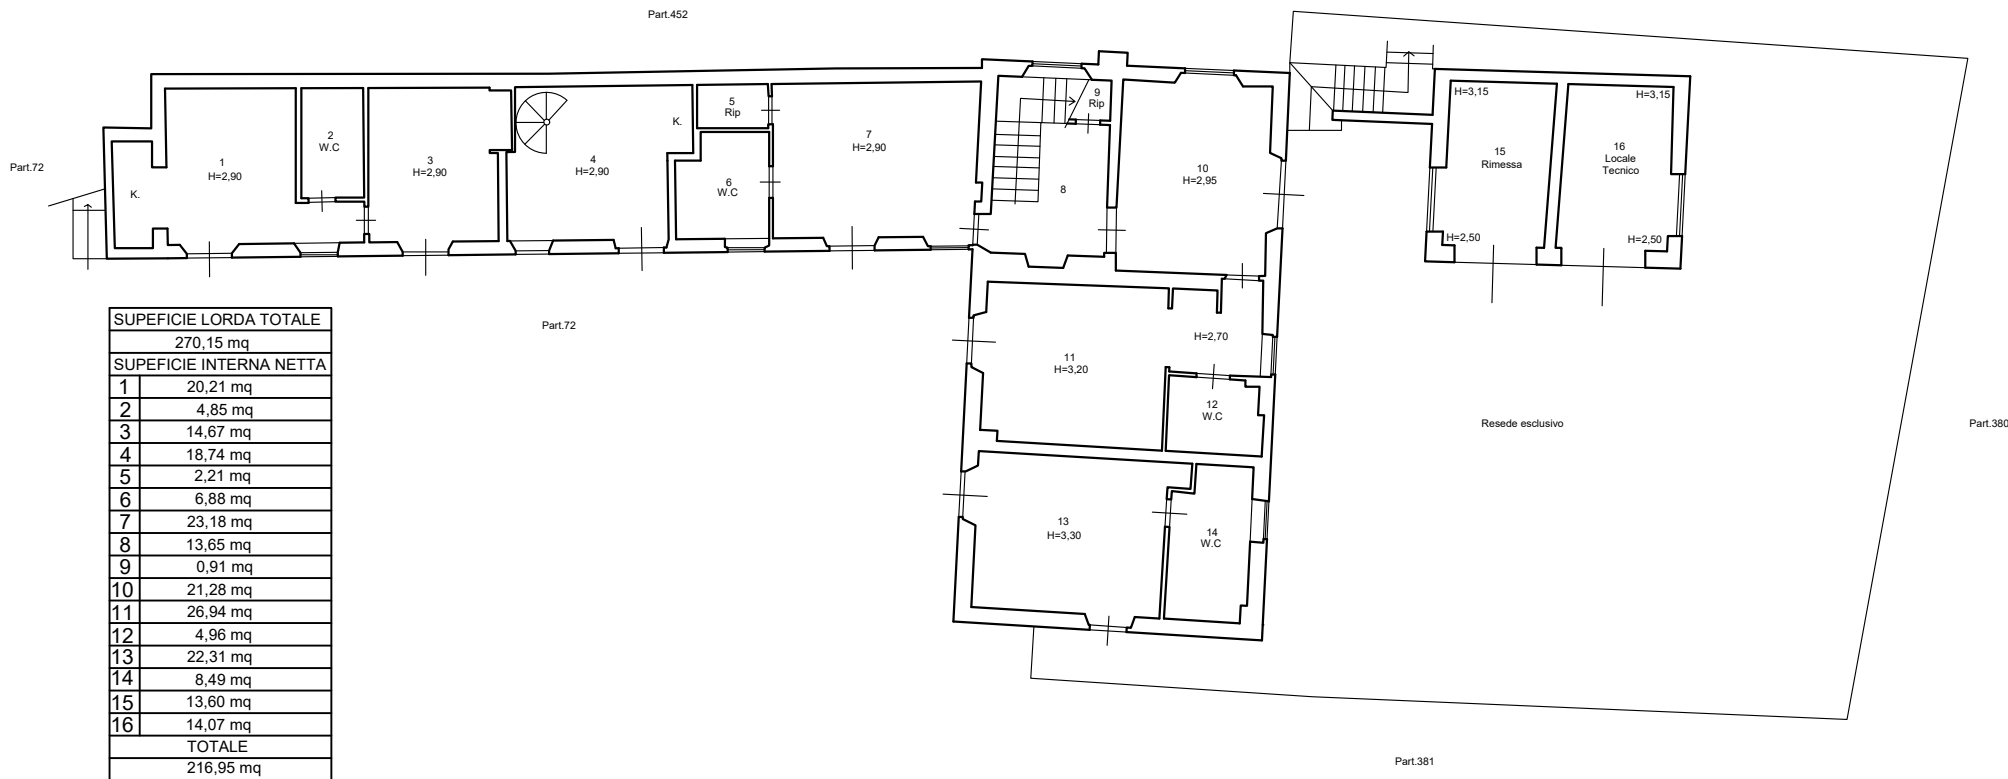 Part.452
Part.72
K.
1
H=2,90
2
W.C
3
H=2,90
4
H=2,90
K.
5
Rip
6
W.C
7
H=2,90
8
9
Rip
10
H=2,95
H=3,15
15
Rimessa
H=2,50
H=3,15
16
Locale
Tecnico
H=2,50
Part.72
11
H=3,20
H=2,70
12
W.C
13
H=3,30
14
W.C
Resede esclusivo
Part.380
Part.381
SUPEFICIE LORDA TOTALE
270,15 mq
SUPEFICIE INTERNA NETTA
1 20,21 mq
2 4,85 mq
3 14,67 mq
4 18,74 mq
5 2,21 mq
6 6,88 mq
7 23,18 mq
8 13,65 mq
9 0,91 mq
10 21,28 mq
11 26,94 mq
12 4,96 mq
13 22,31 mq
14 8,49 mq
15 13,60 mq
16 14,07 mq
TOTALE
216,95 mq